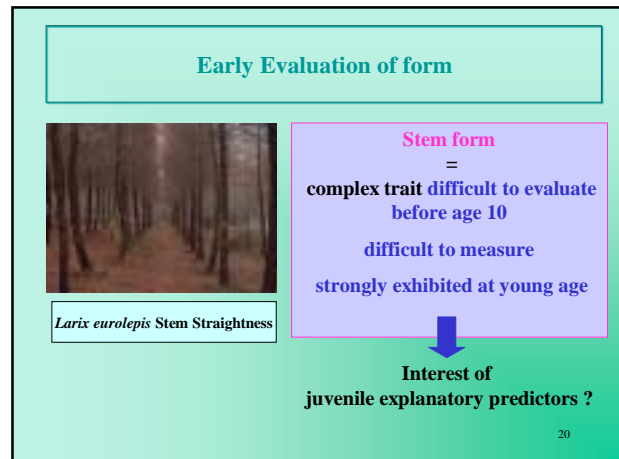 Early Evaluation of form
Larix eurolepis Stem Straightness
Stem form
=
complex trait difficult to evaluate
before age 10
difficult to measure
strongly exhibited at young age
Interest of
juvenile explanatory predictors ?
20